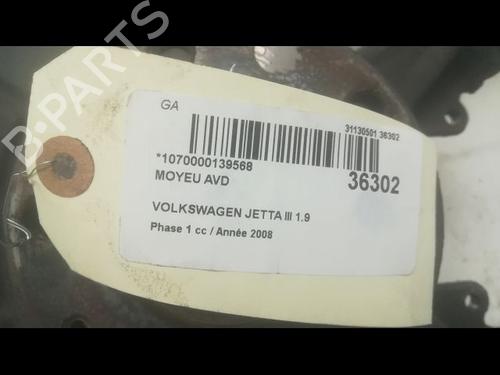 B-PARTS
GA
31130501 36302
*1070000139568
MOYEU AVD
36302
VOLKSWAGEN JETTA III 1.9
Phase 1 cc / Année 2008